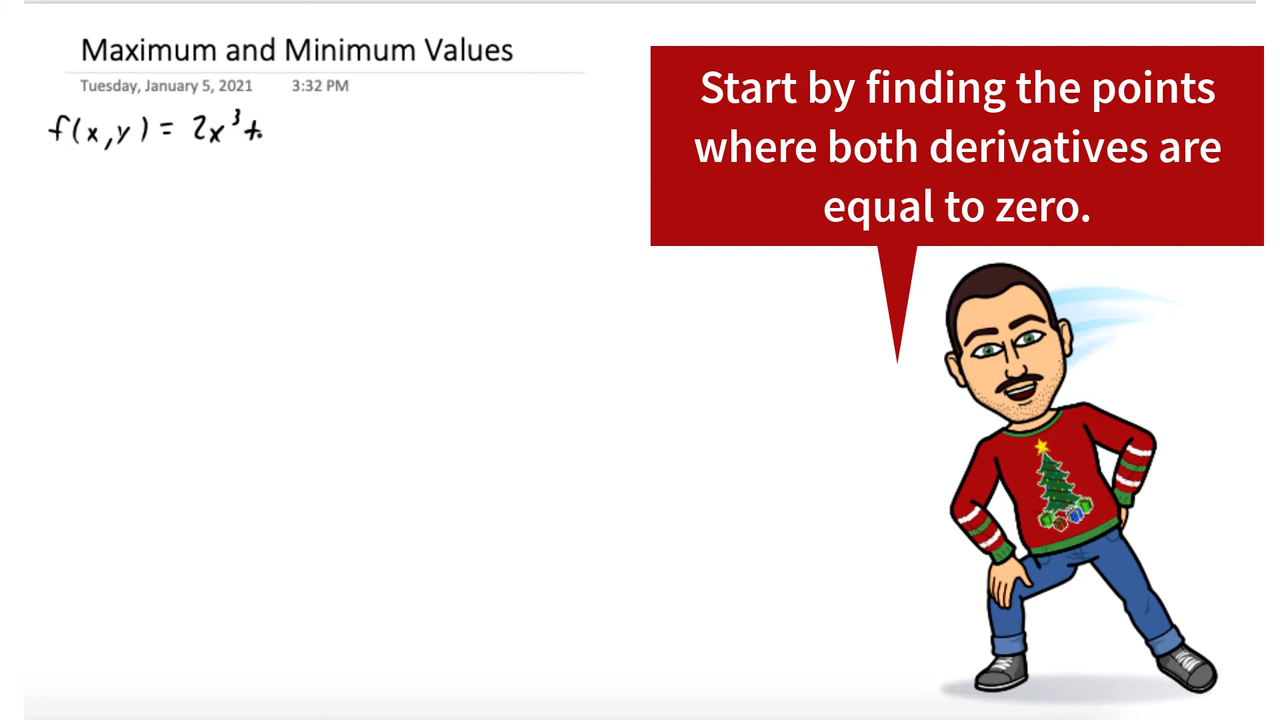 Maximum and Minimum Values
Tuesday, January 5, 2021 3:32 PM
f(x,y) = 2x³+
Start by finding the points
where both derivatives are
equal to zero.